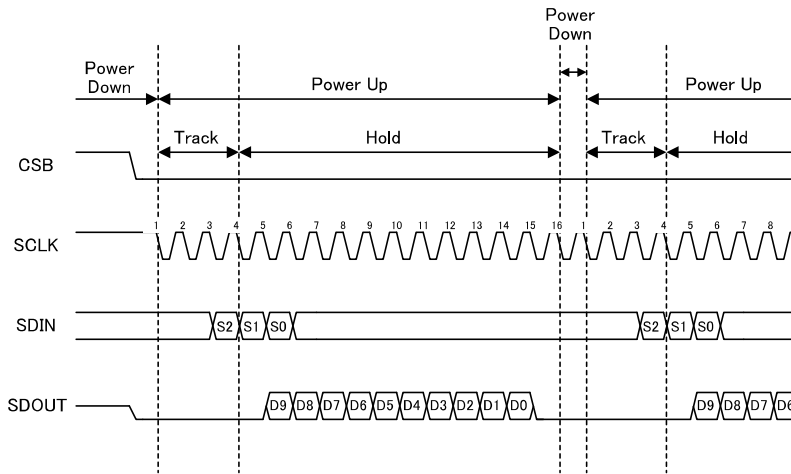 Power
Down
Power
Down
Power Up
Power Up
Track
Hold
Track
Hold
CSB
1 2 3 4 5 6 7 8 9 10 11 12 13 14 15 16 1 2 3 4 5 6 7 8
SCLK
SDIN
S2 S1 S0
S2 S1 S0
SDOUT
D9 D8 D7 D6 D5 D4 D3 D2 D1 D0
D9 D8 D7 D6